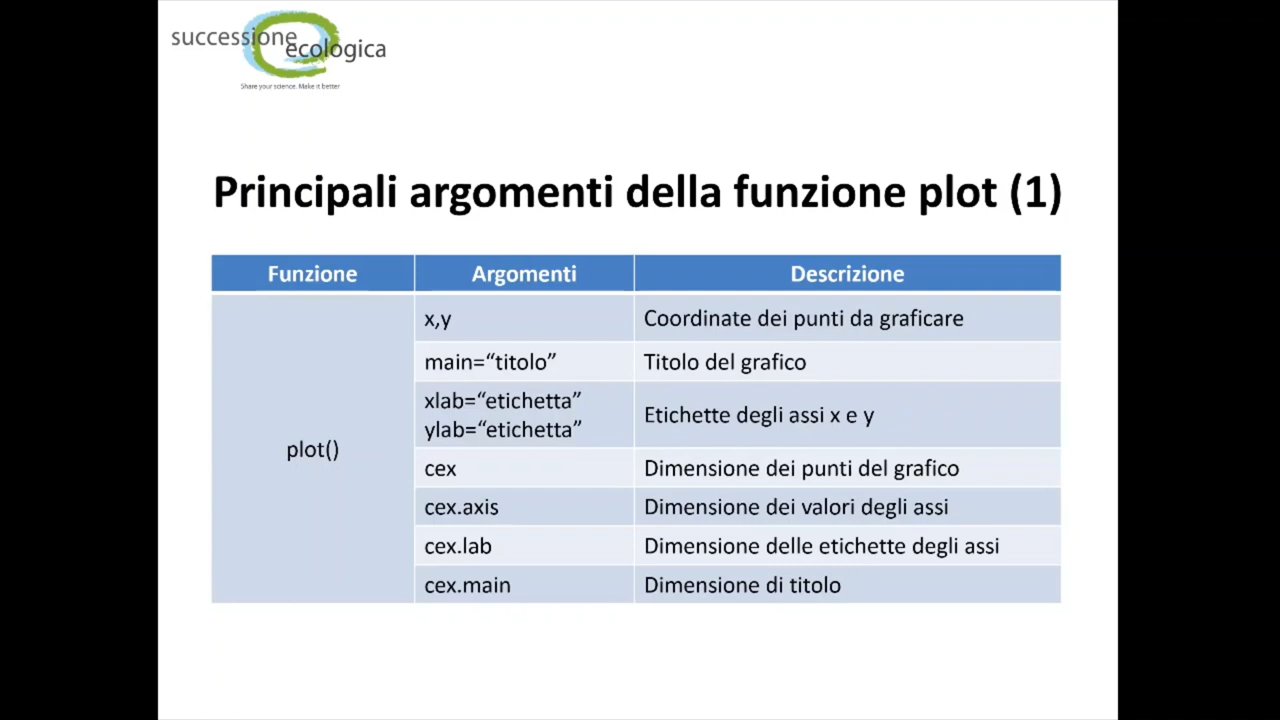 successione
ecologica
Share your science. Make it better
Principali argomenti della funzione plot (1)
Funzione Argomenti Descrizione
plot()
x,y Coordinate dei punti da graficare
main=“titolo” Titolo del grafico
xlab=“etichetta”
ylab=“etichetta”
Etichette degli assi x e y
cex Dimensione dei punti del grafico
cex.axis Dimensione dei valori degli assi
cex.lab Dimensione delle etichette degli assi
cex.main Dimensione di titolo